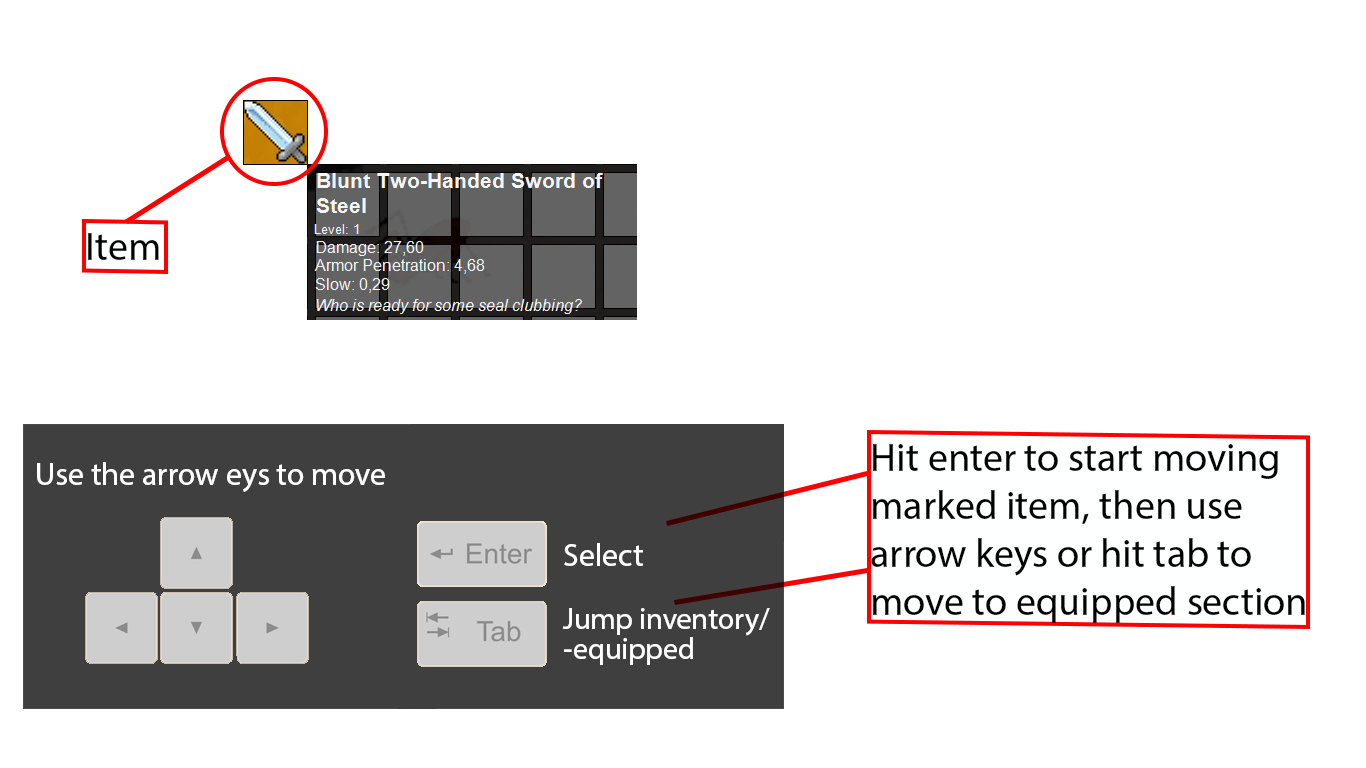 Item
Blunt Two-Handed Sword of
Steel
Level: 1
Damage: 27,60
Armor Penetration: 4,68
Slow: 0,29
Who is ready for some seal clubbing?
Use the arrow eys to move
Enter
Select
Tab
Jump inventory/
-equipped
Hit enter to start moving
marked item, then use
arrow keys or hit tab to
move to equipped section